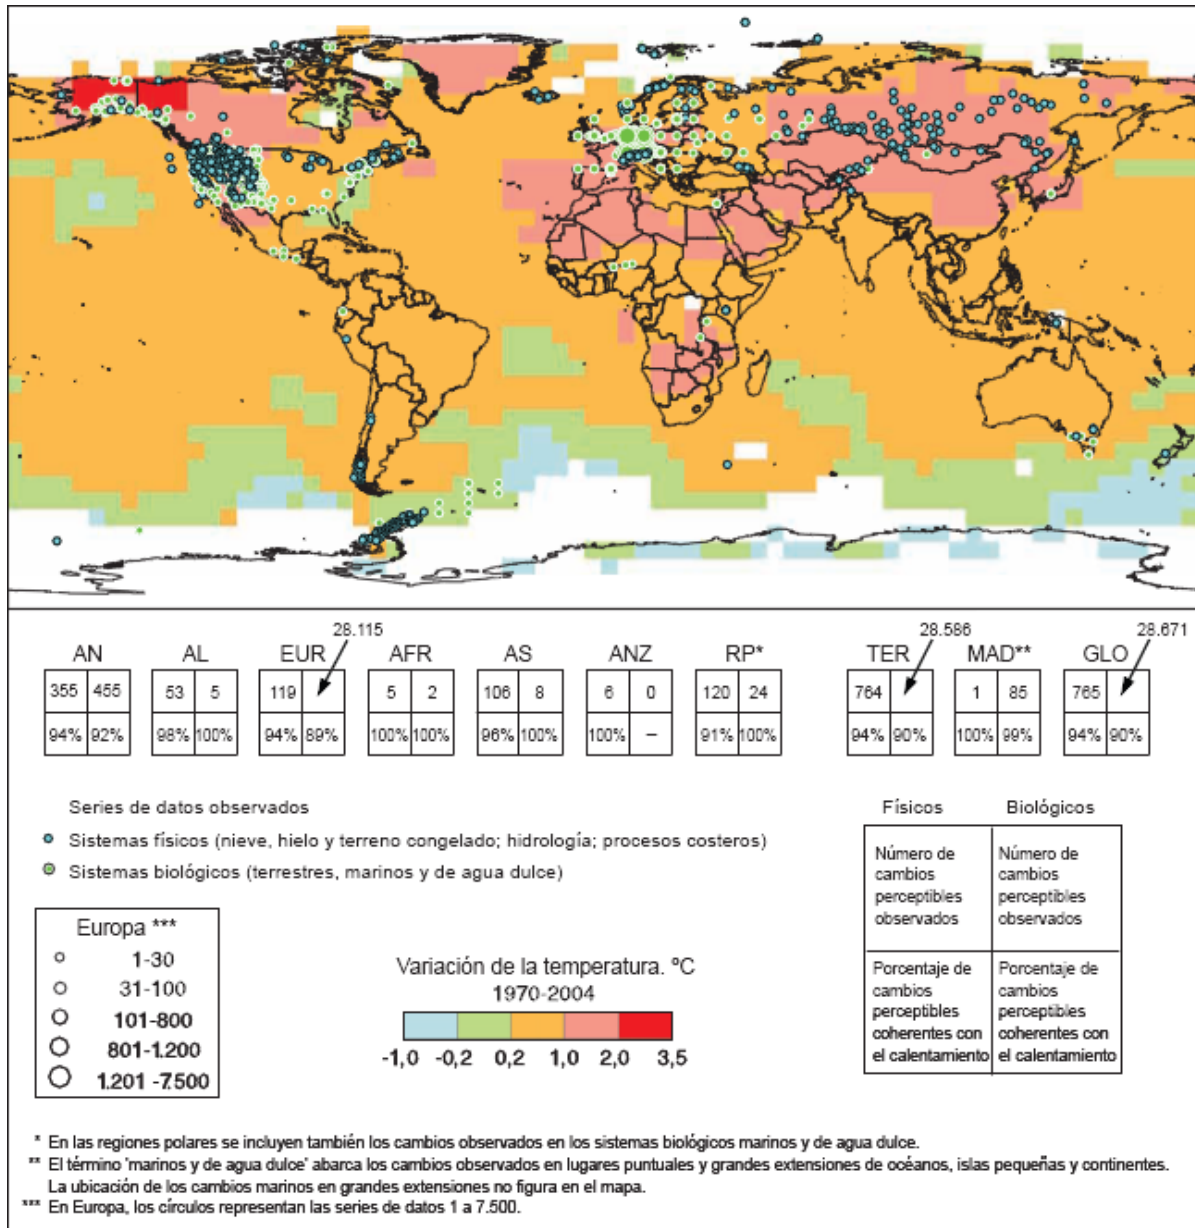 28.115
28.586
28.671
AN
AL
EUR
AFR
AS
ANZ
RP*
TER
MAD**
GLO
355 455
53 5
119
5 2
106 8
6 0
120 24
764
1 85
765
94% 92%
98% 100%
94% 89%
100% 100%
96% 100%
100% –
91% 100%
94% 90%
100% 99%
94% 90%
Series de datos observados
Sistemas físicos (nieve, hielo y terreno congelado; hidrología; procesos costeros)
Sistemas biológicos (terrestres, marinos y de agua dulce)
Europa ***
1-30
31-100
101-800
801-1.200
1.201 -7.500
Variación de la temperatura. ºC
1970-2004
-1,0 -0,2 0,2 1,0 2,0 3,5
Físicos
Biológicos
Número de
cambios
perceptibles
observados
Número de
cambios
perceptibles
observados
Porcentaje de
cambios
perceptibles
coherentes con
el calentamiento
Porcentaje de
cambios
perceptibles
coherentes con
el calentamiento
* En las regiones polares se incluyen también los cambios observados en los sistemas biológicos marinos y de agua dulce.
** El término 'marinos y de agua dulce' abarca los cambios observados en lugares puntuales y grandes extensiones de océanos, islas pequeñas y continentes.
La ubicación de los cambios marinos en grandes extensiones no figura en el mapa.
*** En Europa, los círculos representan las series de datos 1 a 7.500.